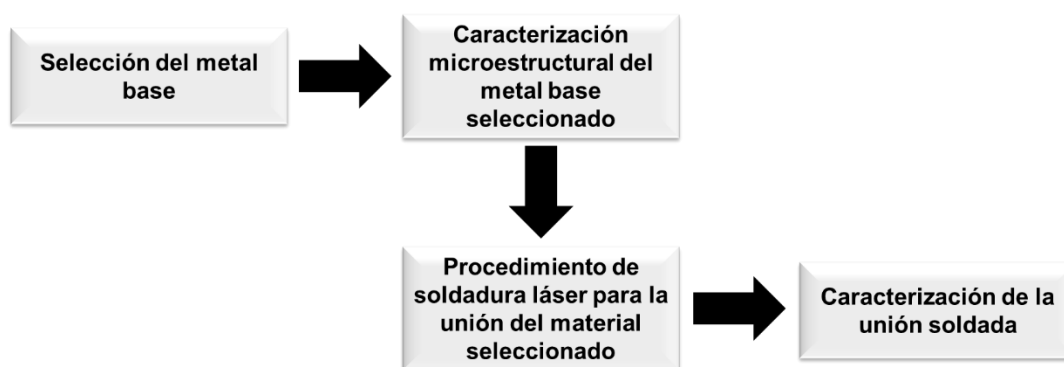 Selección del metal
base
Caracterización
microestructural del
metal base
seleccionado
Procedimiento de
soldadura láser para la
unión del material
seleccionado
Caracterización de la
unión soldada